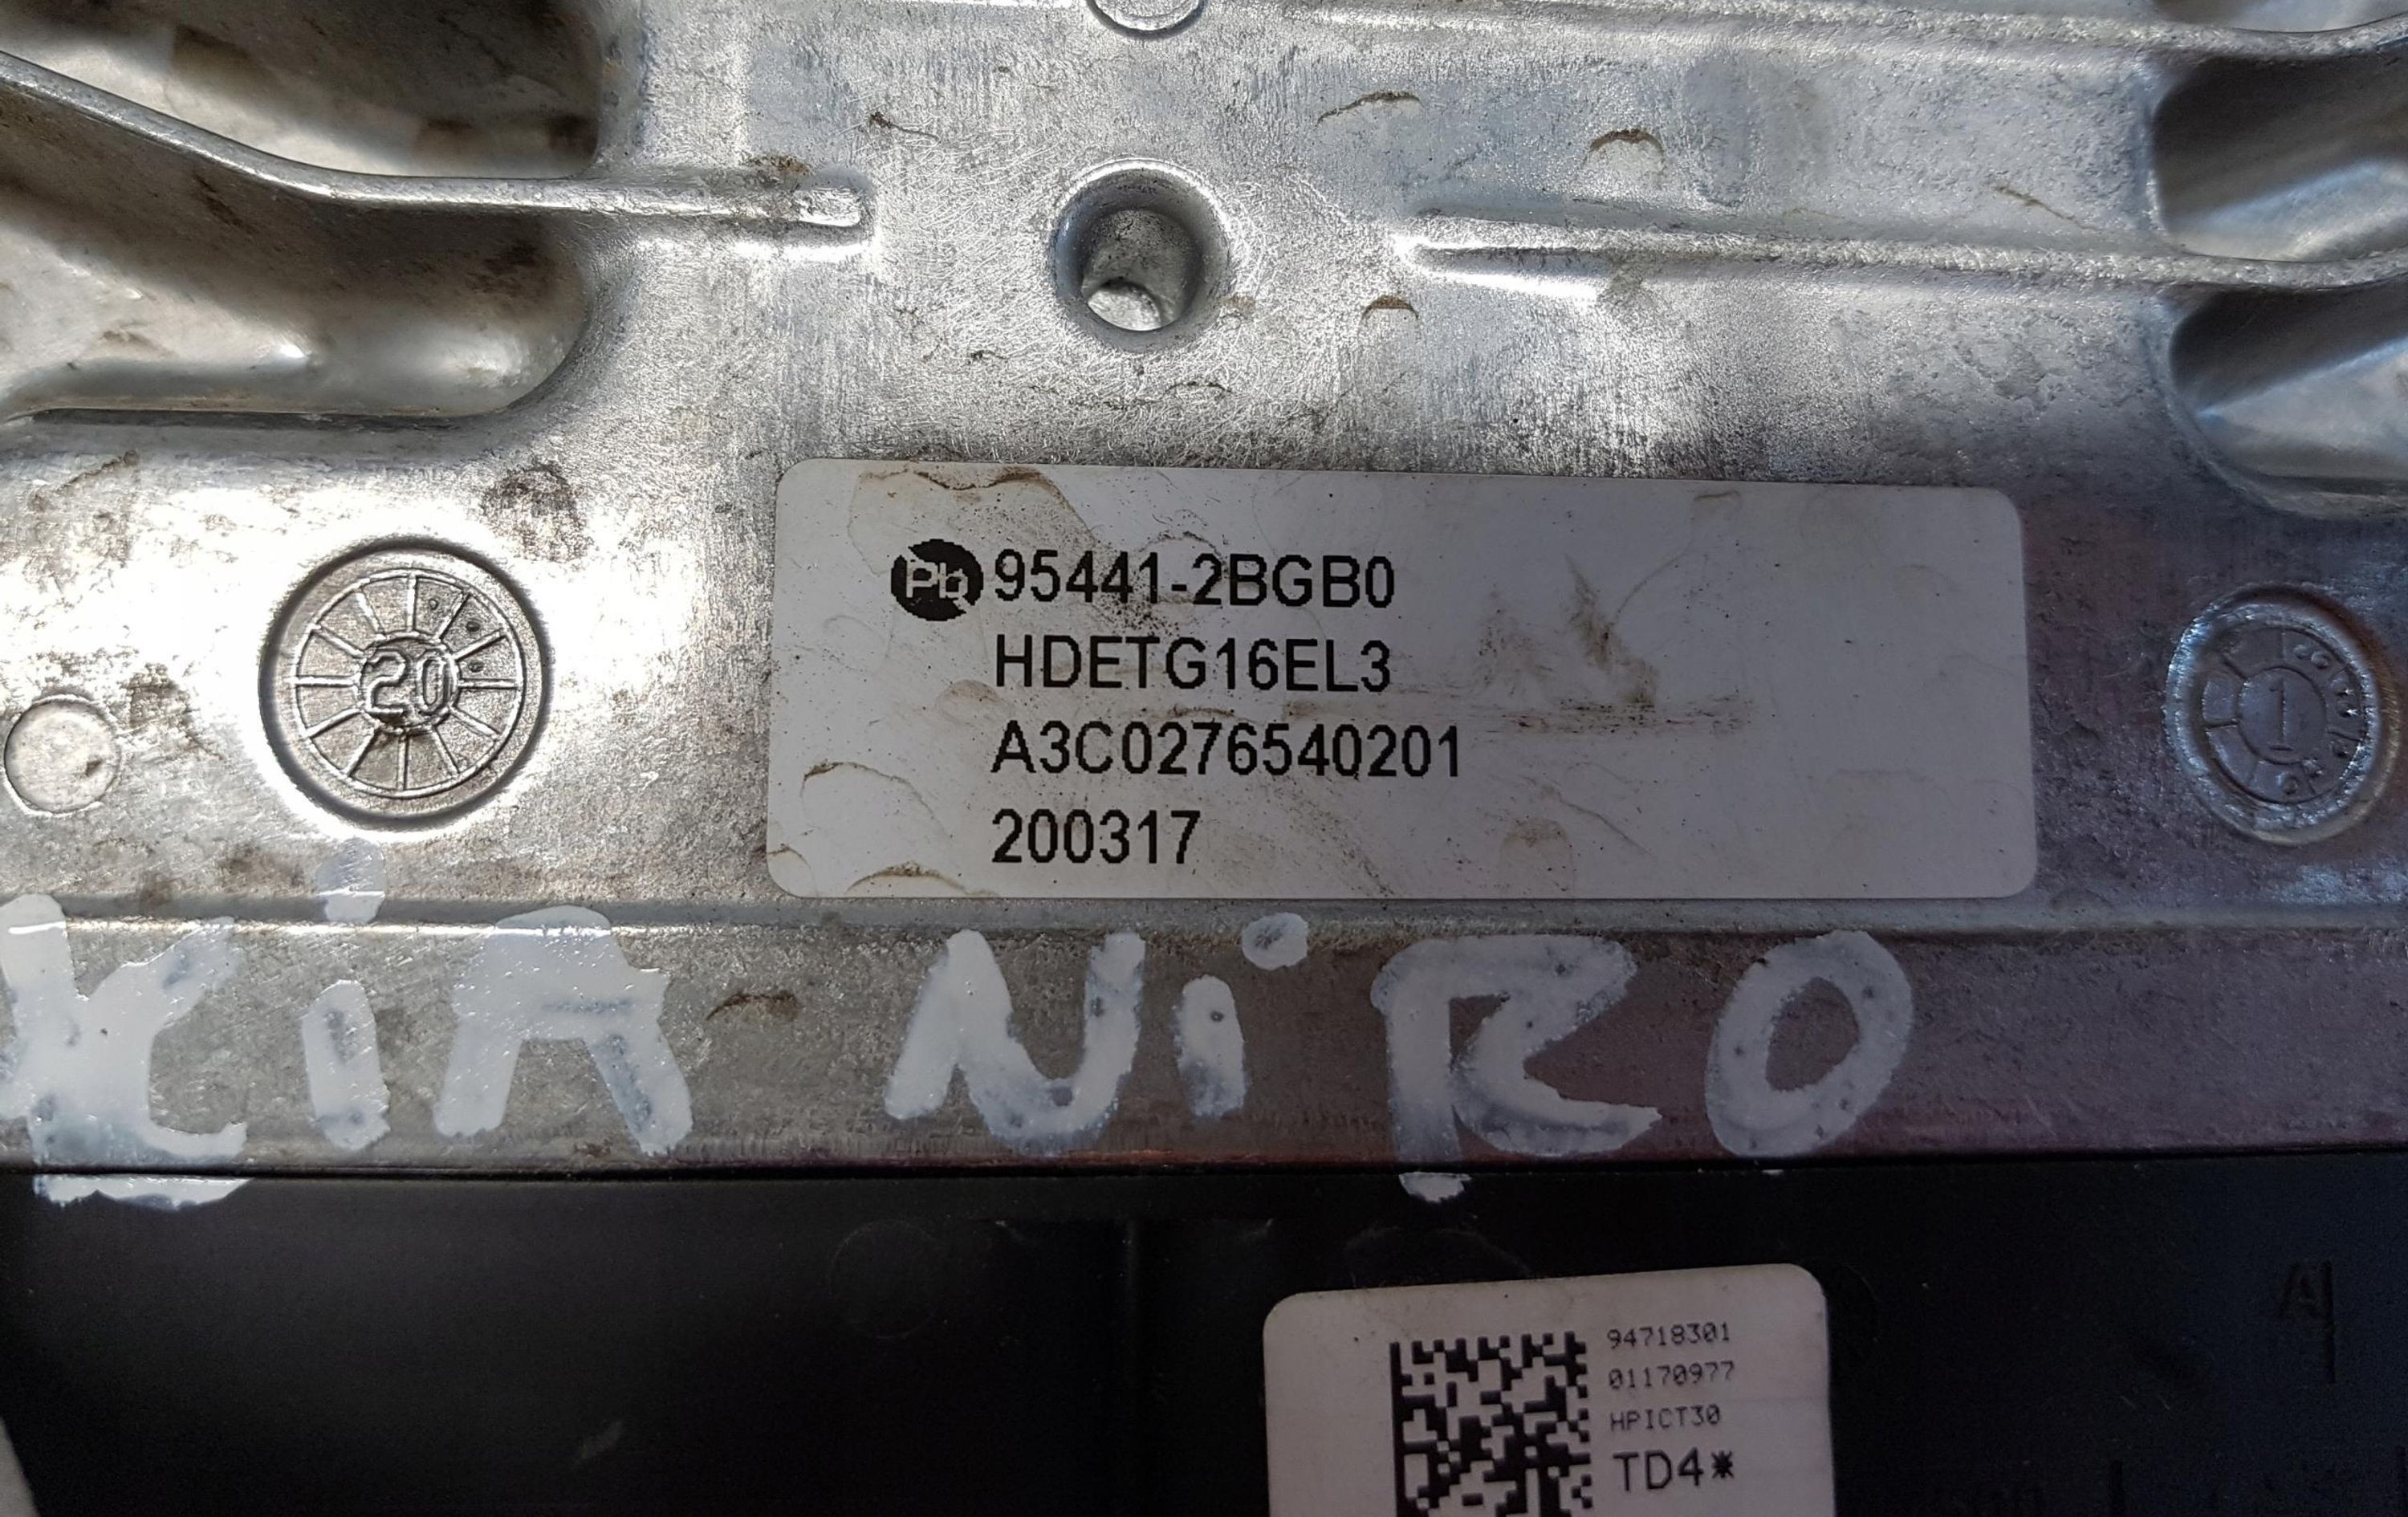 Pb 95441-2BGB0
HDETG16EL3
A3C0276540201
200317
20
1
KiA NiRO
94718301
01170977
HPICT30
TD4*